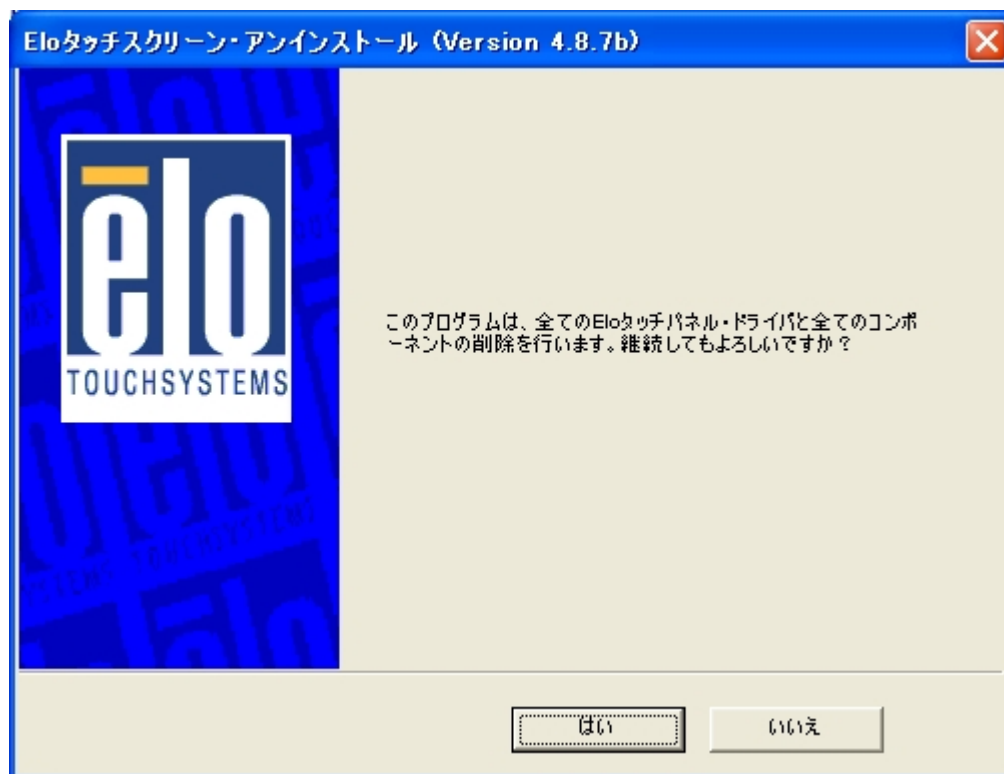 Eloタッチスクリーン・アンインストール (Version 4.8.7b)
elo
TOUCHSYSTEMS
このプログラムは、全てのEloタッチパネル・ドライバと全てのコンポ
ーネントの削除を行います。継続してもよろしいですか？
はい
いいえ